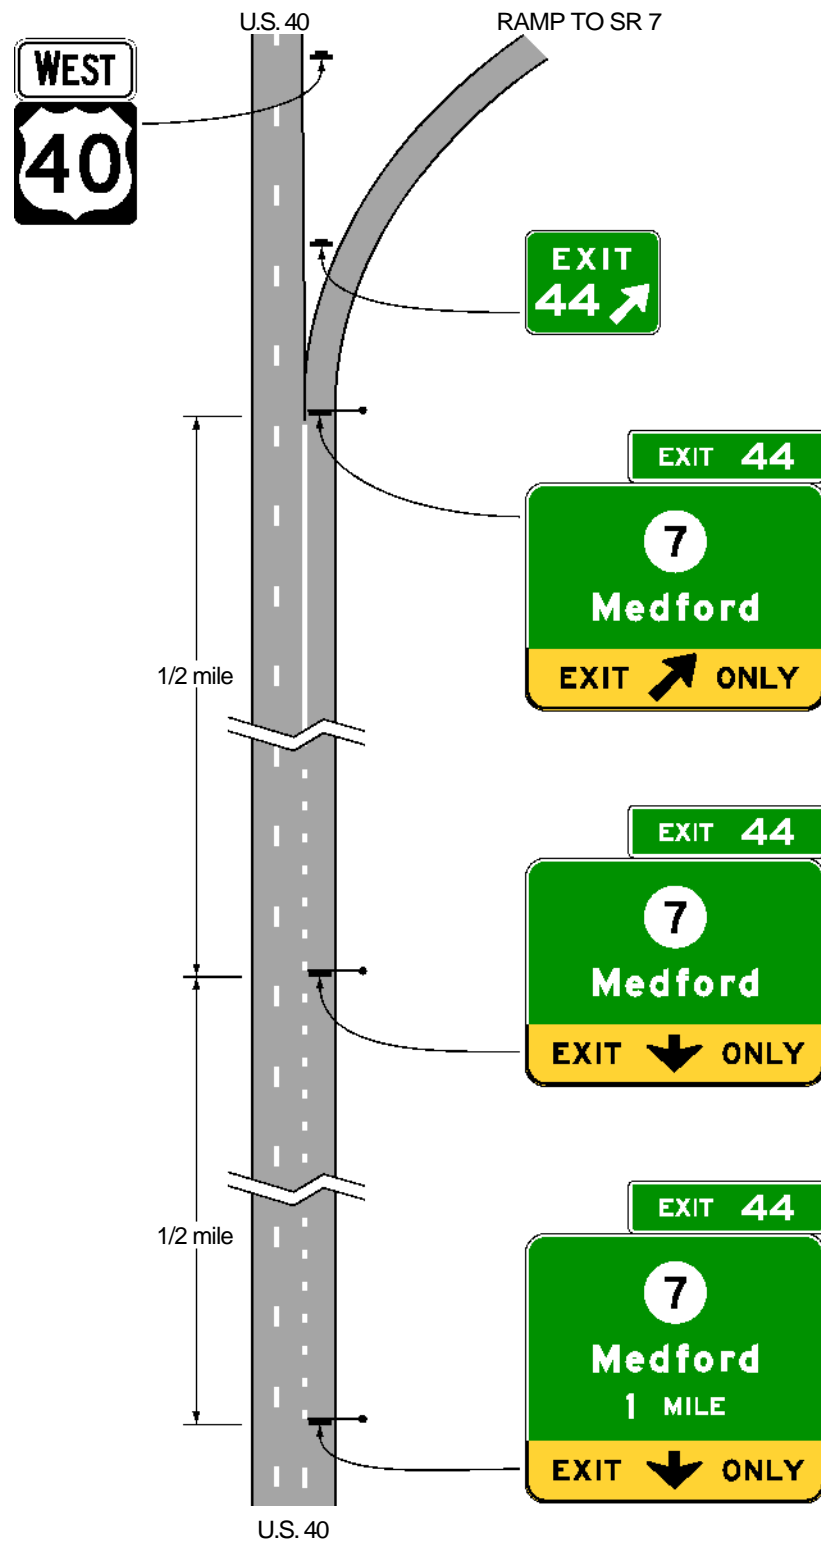 U.S. 40
RAMP TO SR 7
WEST
40
EXIT
44
EXIT 44
7
Medford
EXIT ONLY
1/2 mile
EXIT 44
7
Medford
EXIT ONLY
1/2 mile
EXIT 44
7
Medford
1 MILE
EXIT ONLY
U.S. 40